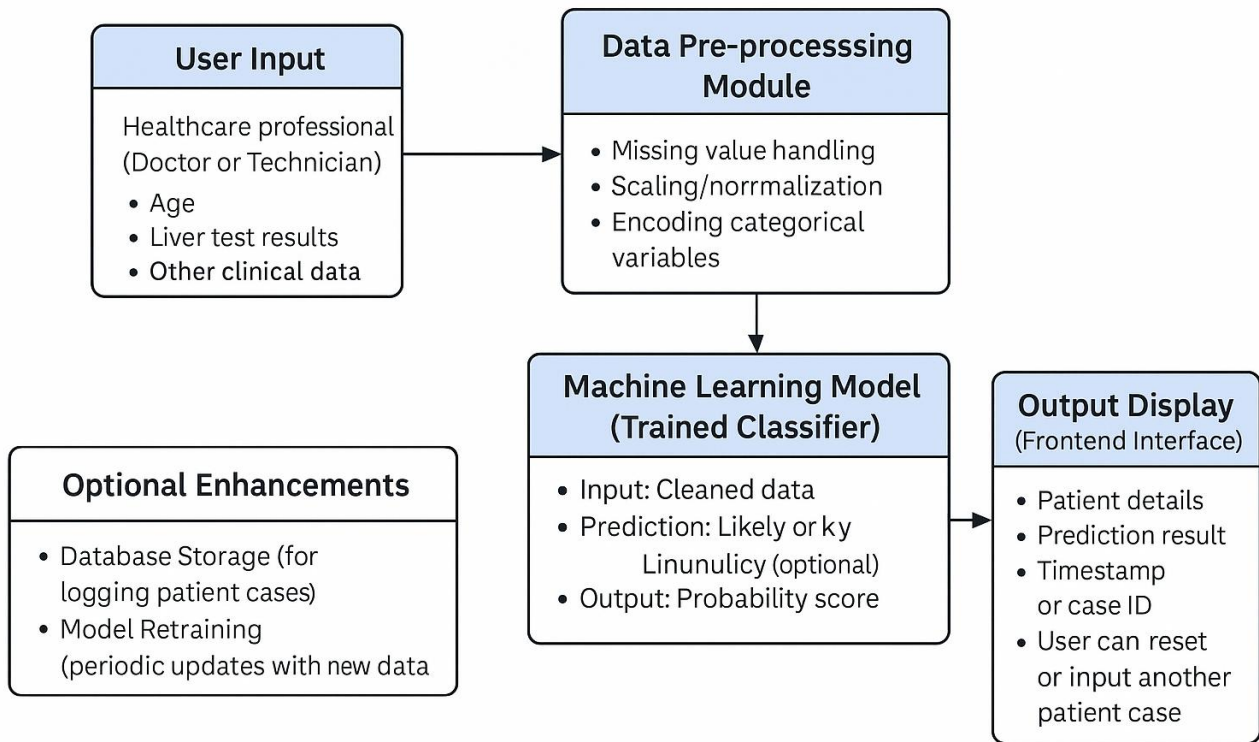 User Input
Healthcare professional
(Doctor or Technician)
• Age
• Liver test results
• Other clinical data
Data Pre-processsing
Module
• Missing value handling
• Scaling/norrmalization
• Encoding categorical
variables
Machine Learning Model
(Trained Classifier)
• Input: Cleaned data
• Prediction: Likely or ky
Linunulicy (optional)
• Output: Probability score
Output Display
(Frontend Interface)
• Patient details
• Prediction result
• Timestamp
or case ID
• User can reset
or input another
patient case
Optional Enhancements
• Database Storage (for
logging patient cases)
• Model Retraining
(periodic updates with new data